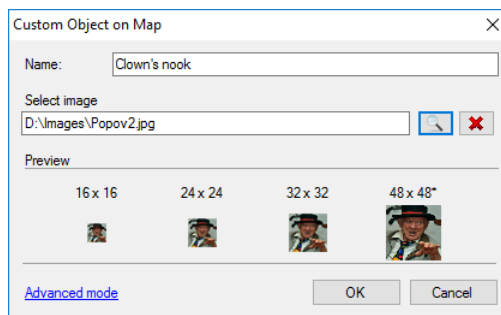 Custom Object on Map
Name: Clown's nook
Select image
D:\Images\Popov2.jpg
Preview
16 x 16 24 x 24 32 x 32 48 x 48*
Advanced mode OK Cancel